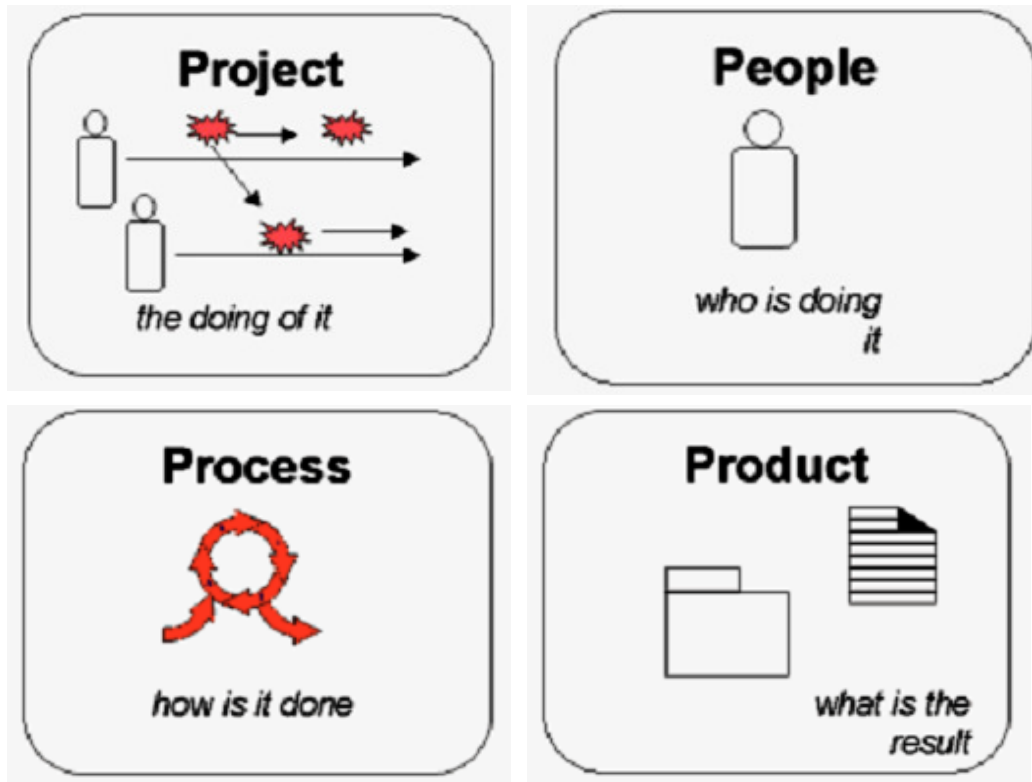 Project
the doing of it
People
who is doing
it
Process
how is it done
Product
what is the
result